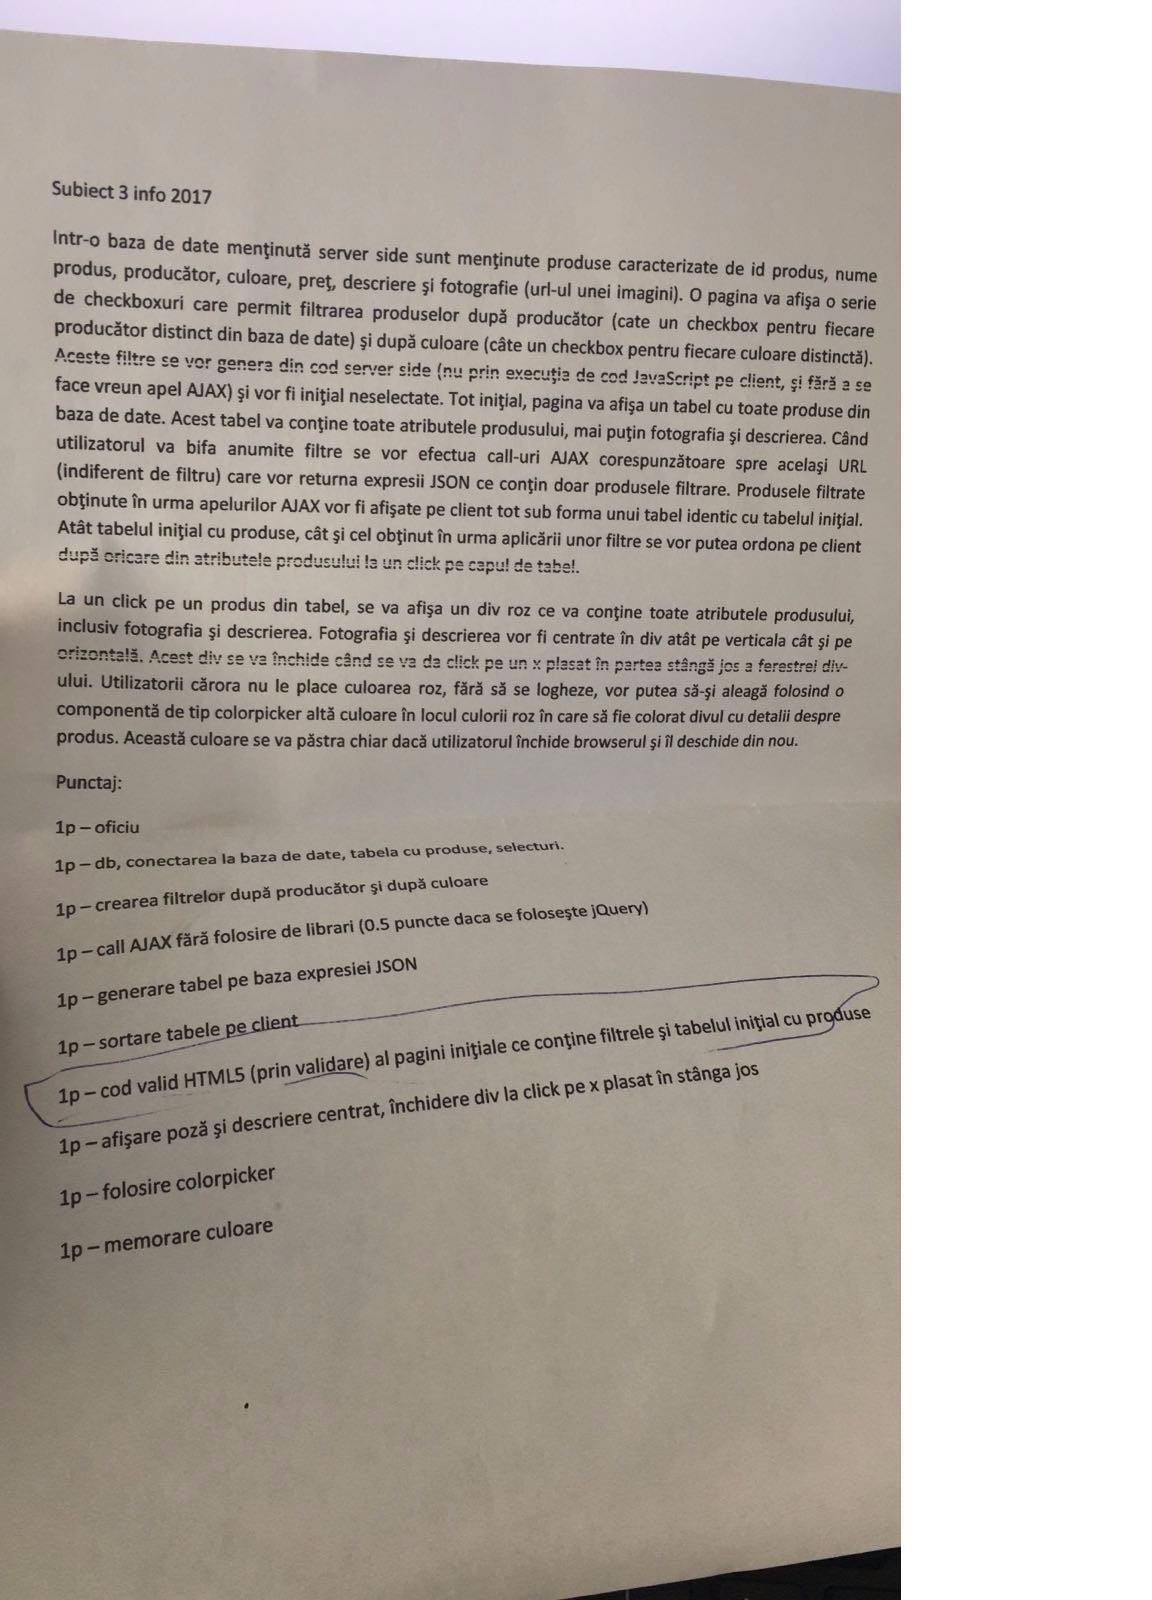 Subiect 3 info 2017
Intr-o baza de date menţinută server side sunt menţinute produse caracterizate de id produs, nume
produs, producător, culoare, preţ, descriere şi fotografie (url-ul unei imagini). O pagina va afişa o serie
de checkboxuri care permit filtrarea produselor după producător (cate un checkbox pentru fiecare
producător distinct din baza de date) şi după culoare (câte un checkbox pentru fiecare culoare distinctă).
Aceste filtre se vor genera din cod server side (nu prin execuţia de cod JavaScript pe client, şi fără a se
face vreun apel AJAX) şi vor fi iniţial neselectate. Tot iniţial, pagina va afişa un tabel cu toate produse din
baza de date. Acest tabel va conţine toate atributele produsului, mai puţin fotografia şi descrierea. Când
utilizatorul va bifa anumite filtre se vor efectua call-uri AJAX corespunzătoare spre acelaşi URL
(indiferent de filtru) care vor returna expresii JSON ce conţin doar produsele filtrare. Produsele filtrate
obţinute în urma apelurilor AJAX vor fi afişate pe client tot sub forma unui tabel identic cu tabelul iniţial.
Atât tabelul iniţial cu produse, cât şi cel obţinut în urma aplicării unor filtre se vor putea ordona pe client
după oricare din atributele produsului la un click pe capul de tabel.
La un click pe un produs din tabel, se va afişa un div roz ce va conţine toate atributele produsului,
inclusiv fotografia şi descrierea. Fotografia şi descrierea vor fi centrate în div atât pe verticala cât şi pe
orizontală. Acest div se va închide când se va da click pe un x plasat în partea stângă jos a ferestrei div-
ului. Utilizatorii cărora nu le place culoarea roz, fără să se logheze, vor putea să-şi aleagă folosind o
componentă de tip colorpicker altă culoare în locul culorii roz în care să fie colorat divul cu detalii despre
produs. Această culoare se va păstra chiar dacă utilizatorul închide browserul şi îl deschide din nou.
Punctaj:
1p – oficiu
1p – db, conectarea la baza de date, tabela cu produse, selecturi.
1p – crearea filtrelor după producător şi după culoare
1p – call AJAX fără folosire de librari (0.5 puncte daca se foloseşte jQuery)
1p – generare tabel pe baza expresiei JSON
1p – sortare tabele pe client
1p – cod valid HTML5 (prin validare) al pagini iniţiale ce conţine filtrele şi tabelul iniţial cu produse
1p – afişare poză şi descriere centrat, închidere div la click pe x plasat în stânga jos
1p – folosire colorpicker
1p – memorare culoare